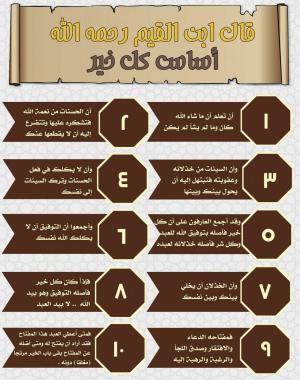 قال ابن القيم رحمه الله
أساس كل خير
١
أن تعلم أن ما شاء الله
كان وما لم يشأ لم يكن
٢
أن الحسنات من نعمة الله
فتشكره عليها وتتضرع
إليه أن لا يقطعها عنك
٣
وأن السيئات من خذلانه
وعقوبته فتبتهل إليه أن
يحول بينك وبينها
٤
وأن لا يكلك في فعل
الحسنات وترك السيئات
إلى نفسك
٥
وقد أجمع العارفون على أن كل
خير فأصله بتوفيق الله للعبد
وكل شر فأصله خذلانه لعبده
٦
وأجمعوا أن التوفيق أن لا
يكلك الله نفسك
٧
وأن الخذلان أن يخلي
بينك وبين نفسك
٨
فإذا كان كل خير
فأصله التوفيق وهو بيد
الله .. لا بيد العبد
٩
فمفتاحه الدعاء
والافتقار وصدق اللجأ
والرغبة والرهبة إليه
١٠
فمتى أعطى العبد هذا المفتاح
فقد أراد أن يفتح له ومتى أضله
عن المفتاح بقي باب الخير مرتجا
(مغلقا) دونه .